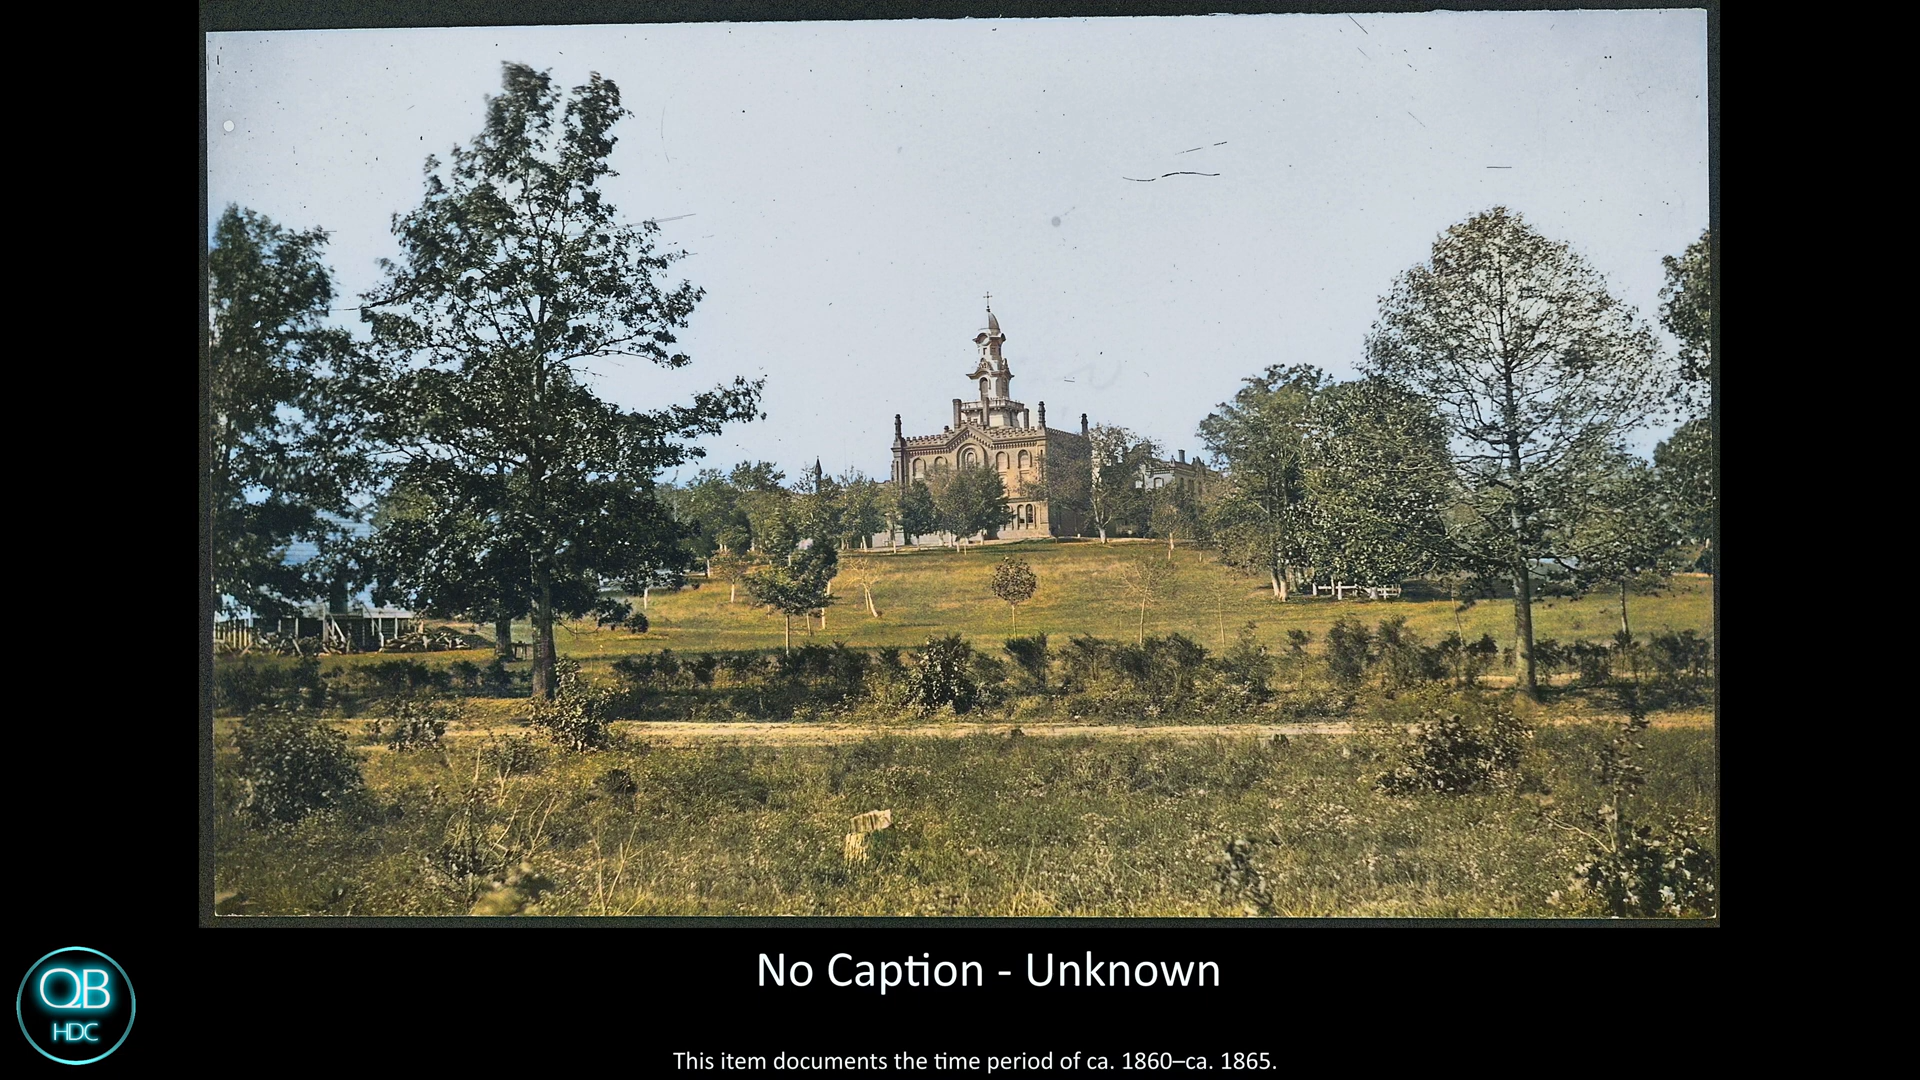 No Caption - Unknown
QB
HDC
This item documents the time period of ca. 1860–ca. 1865.